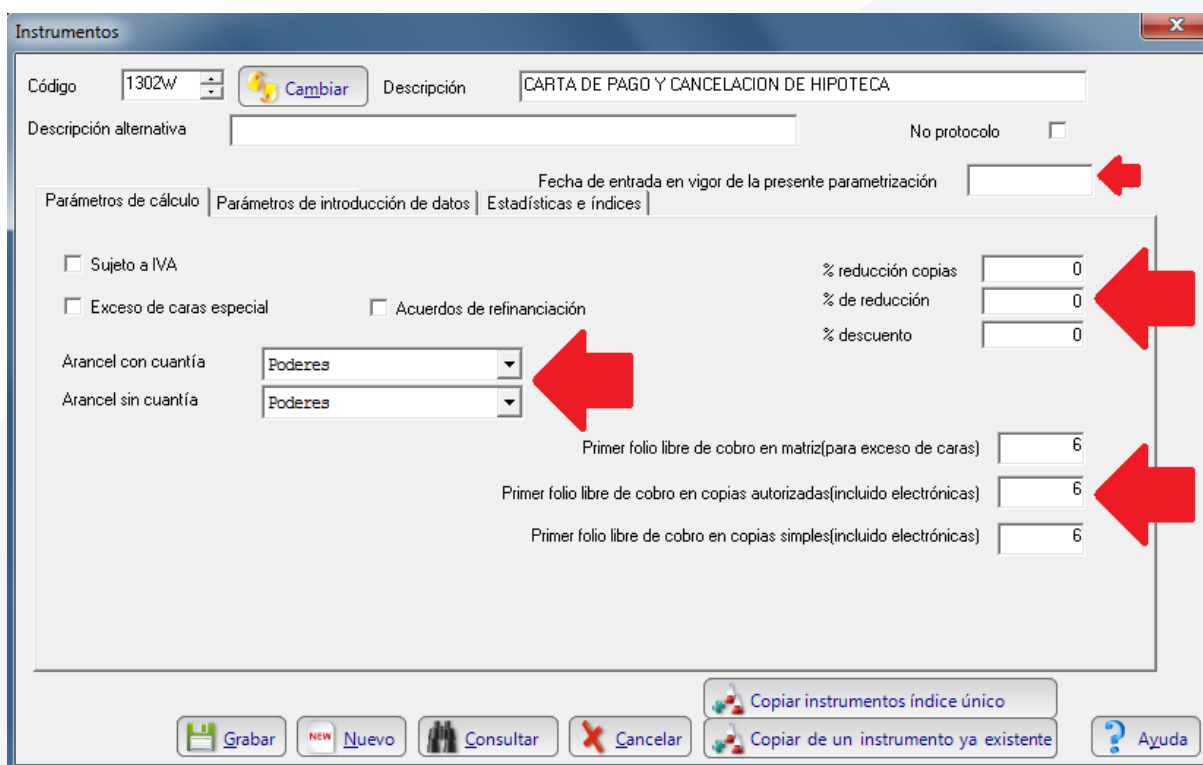 Instrumentos
Código 1302W Cambiar Descripción CARTA DE PAGO Y CANCELACION DE HIPOTECA
Descripción alternativa No protocolo
Fecha de entrada en vigor de la presente parametrización
Parámetros de cálculo Parámetros de introducción de datos Estadísticas e índices
Sujeto a IVA % reducción copias 0
Exceso de caras especial Acuerdos de refinanciación % de reducción 0
% descuento 0
Arancel con cuantía Poderes
Arancel sin cuantía Poderes
Primer folio libre de cobro en matriz(para exceso de caras) 6
Primer folio libre de cobro en copias autorizadas(incluido electrónicas) 6
Primer folio libre de cobro en copias simples(incluido electrónicas) 6
Copiar instrumentos índice único
Grabar NEW Nuevo Consultar Cancelar Copiar de un instrumento ya existente ? Ayuda